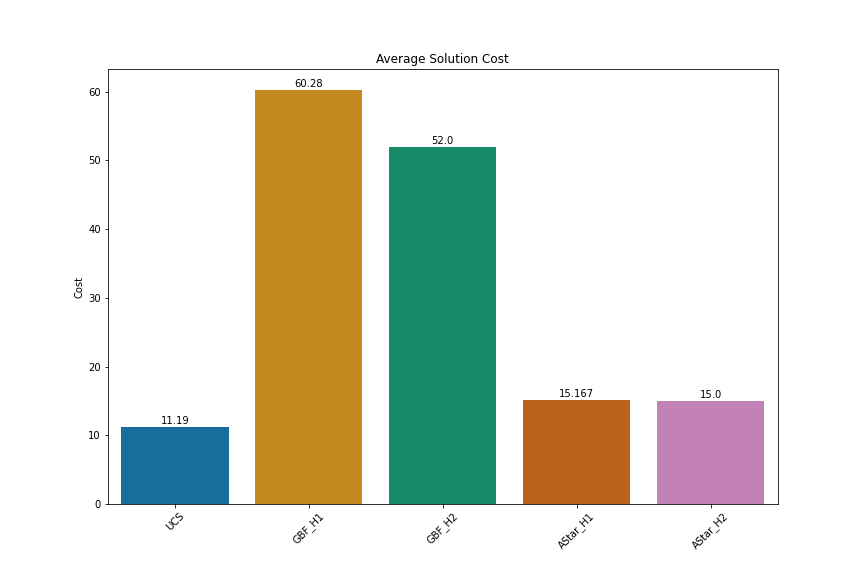 Average Solution Cost
60.28
52.0
15.167
15.0
11.19
Cost
60
50
40
30
20
10
0
UCS
GBF_H1
GBF_H2
AStar_H1
AStar_H2